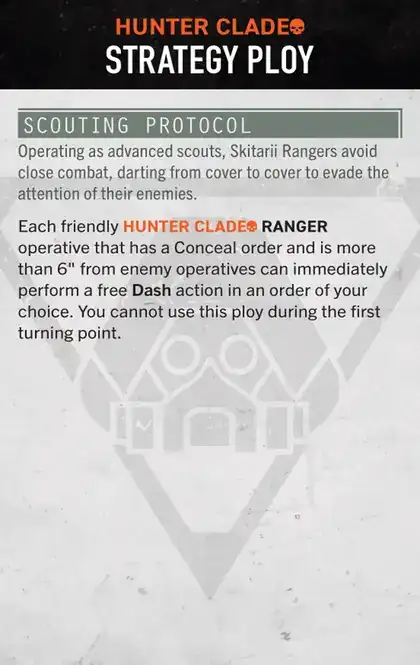 HUNTER CLADE
STRATEGY PLOY
SCOUTING PROTOCOL
Operating as advanced scouts, Skitarii Rangers avoid
close combat, darting from cover to cover to evade the
attention of their enemies.
Each friendly HUNTER CLADE RANGER
operative that has a Conceal order and is more
than 6" from enemy operatives can immediately
perform a free Dash action in an order of your
choice. You cannot use this ploy during the first
turning point.